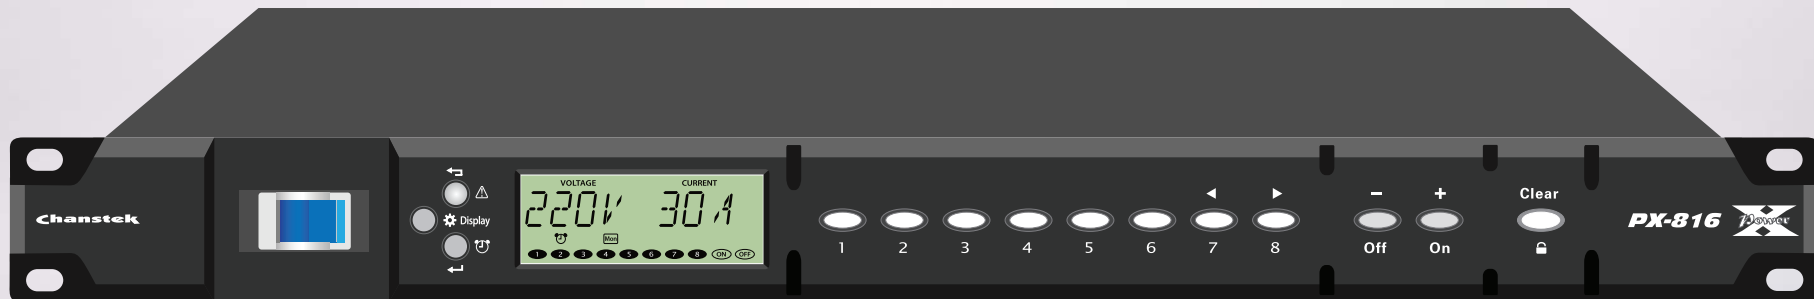 Chanstek
Display
VOLTAGE
CURRENT
220V
30A
Mon
1 2 3 4 5 6 7 8 ON OFF
1 2 3 4 5 6 7 8
- +
Off On
Clear
PX-816
X Power